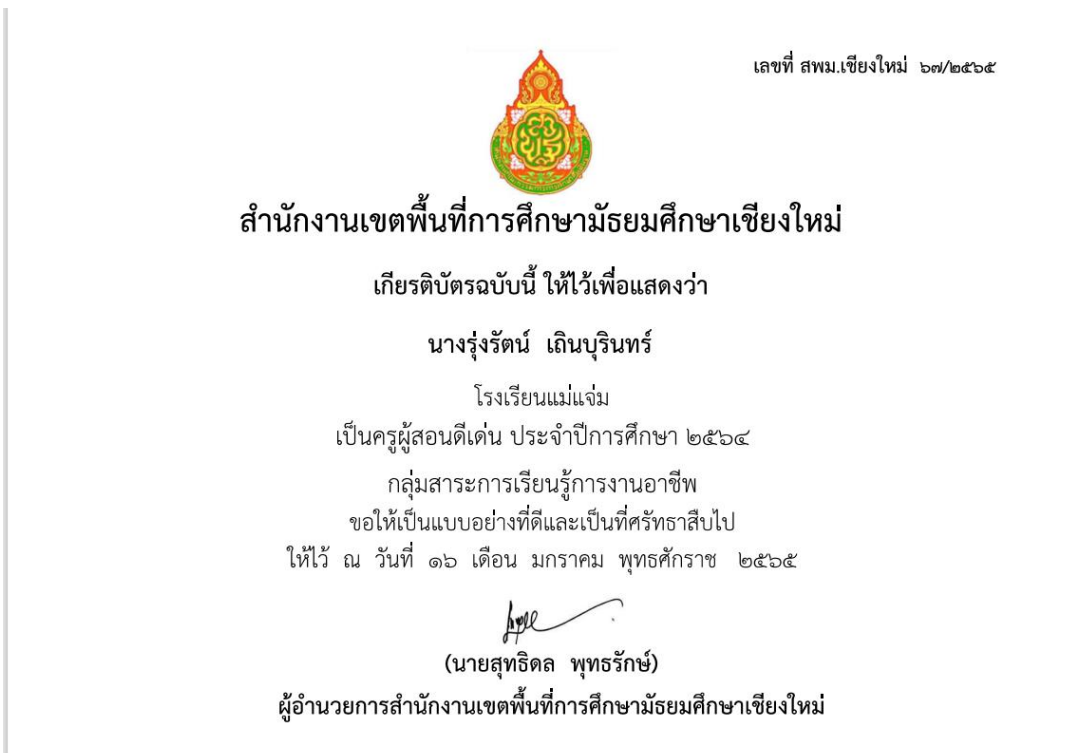 เลขที่ สพม.เชียงใหม่ ๖๗/๒๕๖๕
สำนักงานเขตพื้นที่การศึกษามัธยมศึกษาเชียงใหม่
เกียรติบัตรฉบับนี้ ให้ไว้เพื่อแสดงว่า
นางรุ่งรัตน์ เถินบุรินทร์
โรงเรียนแม่แจ่ม
เป็นครูผู้สอนดีเด่น ประจำปีการศึกษา ๒๕๖๔
กลุ่มสาระการเรียนรู้การงานอาชีพ
ขอให้เป็นแบบอย่างที่ดีและเป็นที่ศรัทธาสืบไป
ให้ไว้ ณ วันที่ ๑๖ เดือน มกราคม พุทธศักราช ๒๕๖๕
(นายสุทธิดล พุทธรักษ์)
ผู้อำนวยการสำนักงานเขตพื้นที่การศึกษามัธยมศึกษาเชียงใหม่